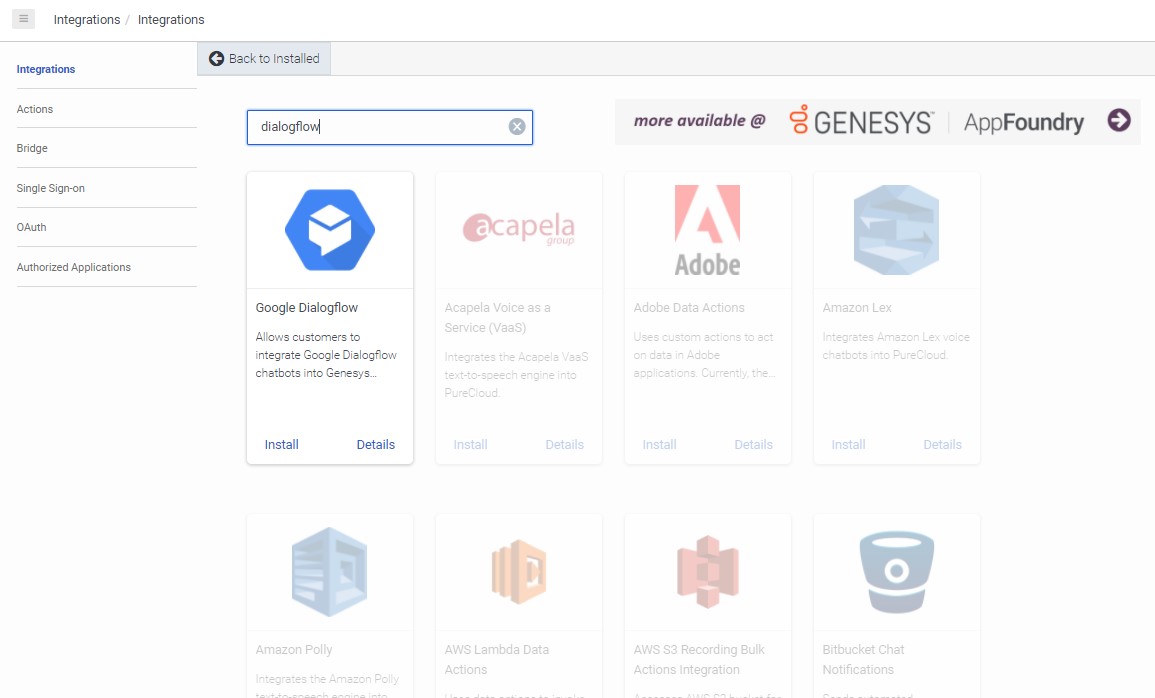 Integrations / Integrations
Integrations
Back to Installed
Actions
Bridge
Single Sign-on
OAuth
Authorized Applications
dialogflow
more available @ GENESYS™ | AppFoundry
Google Dialogflow
Allows customers to
integrate Google Dialogflow
chatbots into Genesys...
Install Details
acapela
group
Acapela Voice as a
Service (VaaS)
Integrates the Acapela VaaS
text-to-speech engine into
PureCloud.
Install Details
Adobe
Adobe Data Actions
Uses custom actions to act
on data in Adobe
applications. Currently, the...
Install Details
Amazon Lex
Integrates Amazon Lex voice
chatbots into PureCloud.
Install Details
Amazon Polly
Integrates the Amazon Polly
text-to-speech engine into
AWS Lambda Data
Actions
AWS S3 Recording Bulk
Actions Integration
Bitbucket Chat
Notifications